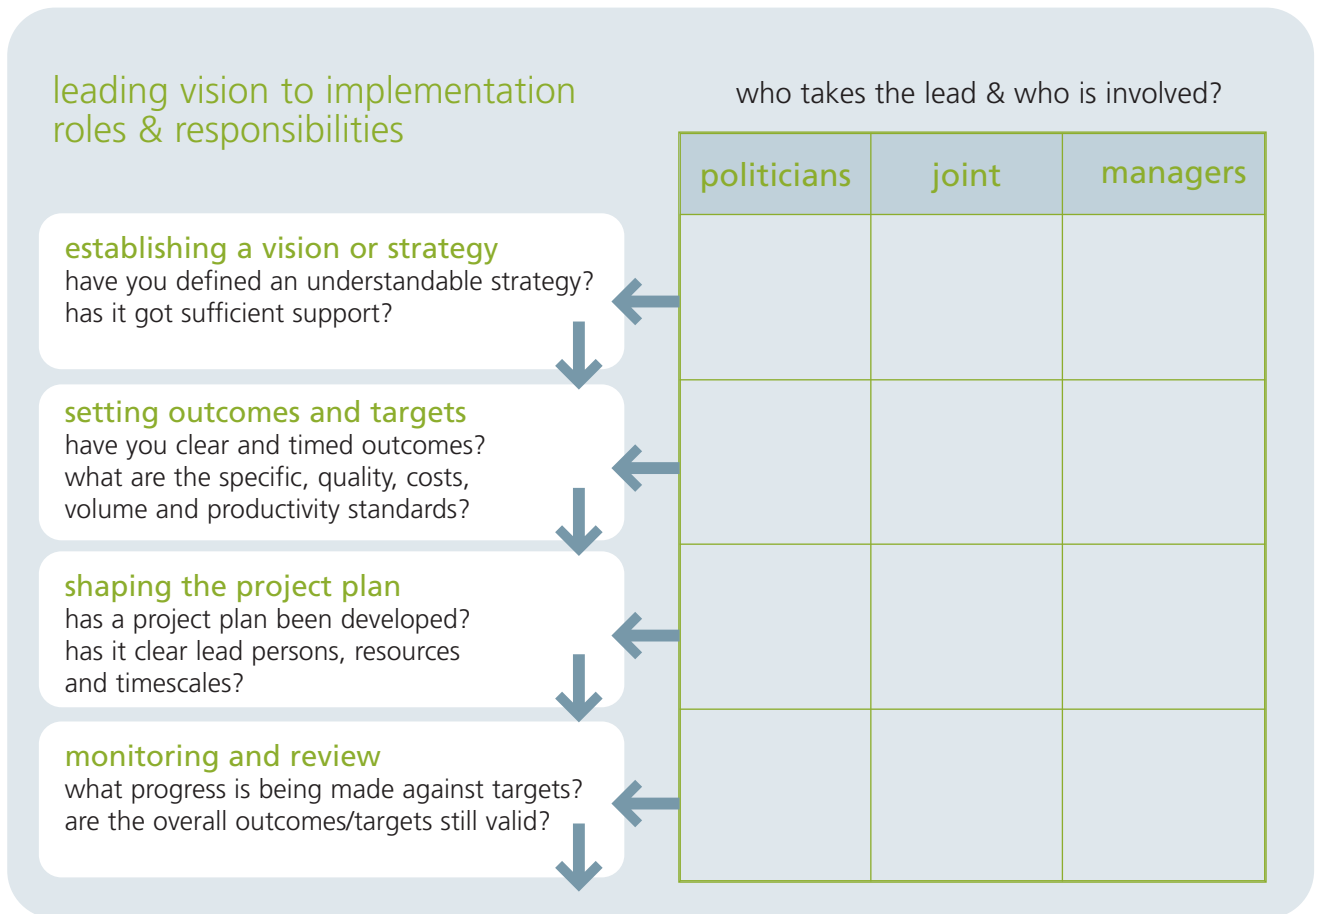 leading vision to implementation
roles & responsibilities
who takes the lead & who is involved?
politicians
joint
managers
establishing a vision or strategy
have you defined an understandable strategy?
has it got sufficient support?
setting outcomes and targets
have you clear and timed outcomes?
what are the specific, quality, costs,
volume and productivity standards?
shaping the project plan
has a project plan been developed?
has it clear lead persons, resources
and timescales?
monitoring and review
what progress is being made against targets?
are the overall outcomes/targets still valid?